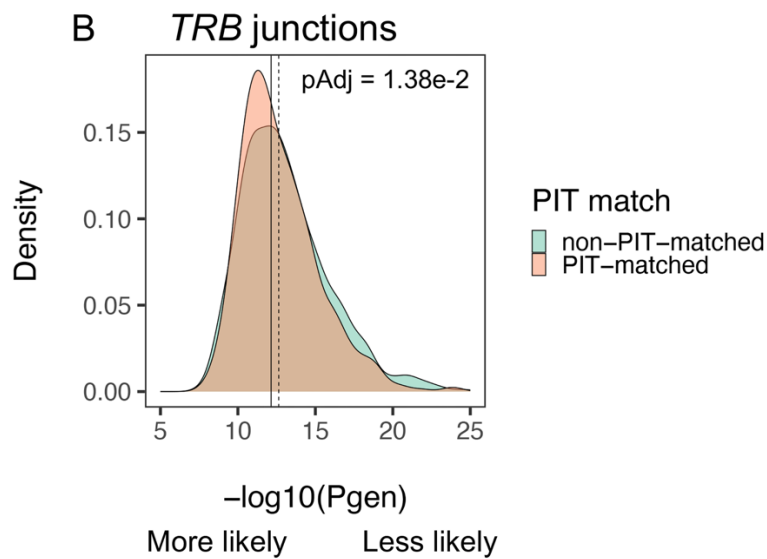 B TRB junctions
pAdj = 1.38e-2
Density
0.15
0.10
0.05
0.00
5 10 15 20 25
−log10(Pgen)
More likely Less likely
PIT match
non−PIT−matched
PIT−matched